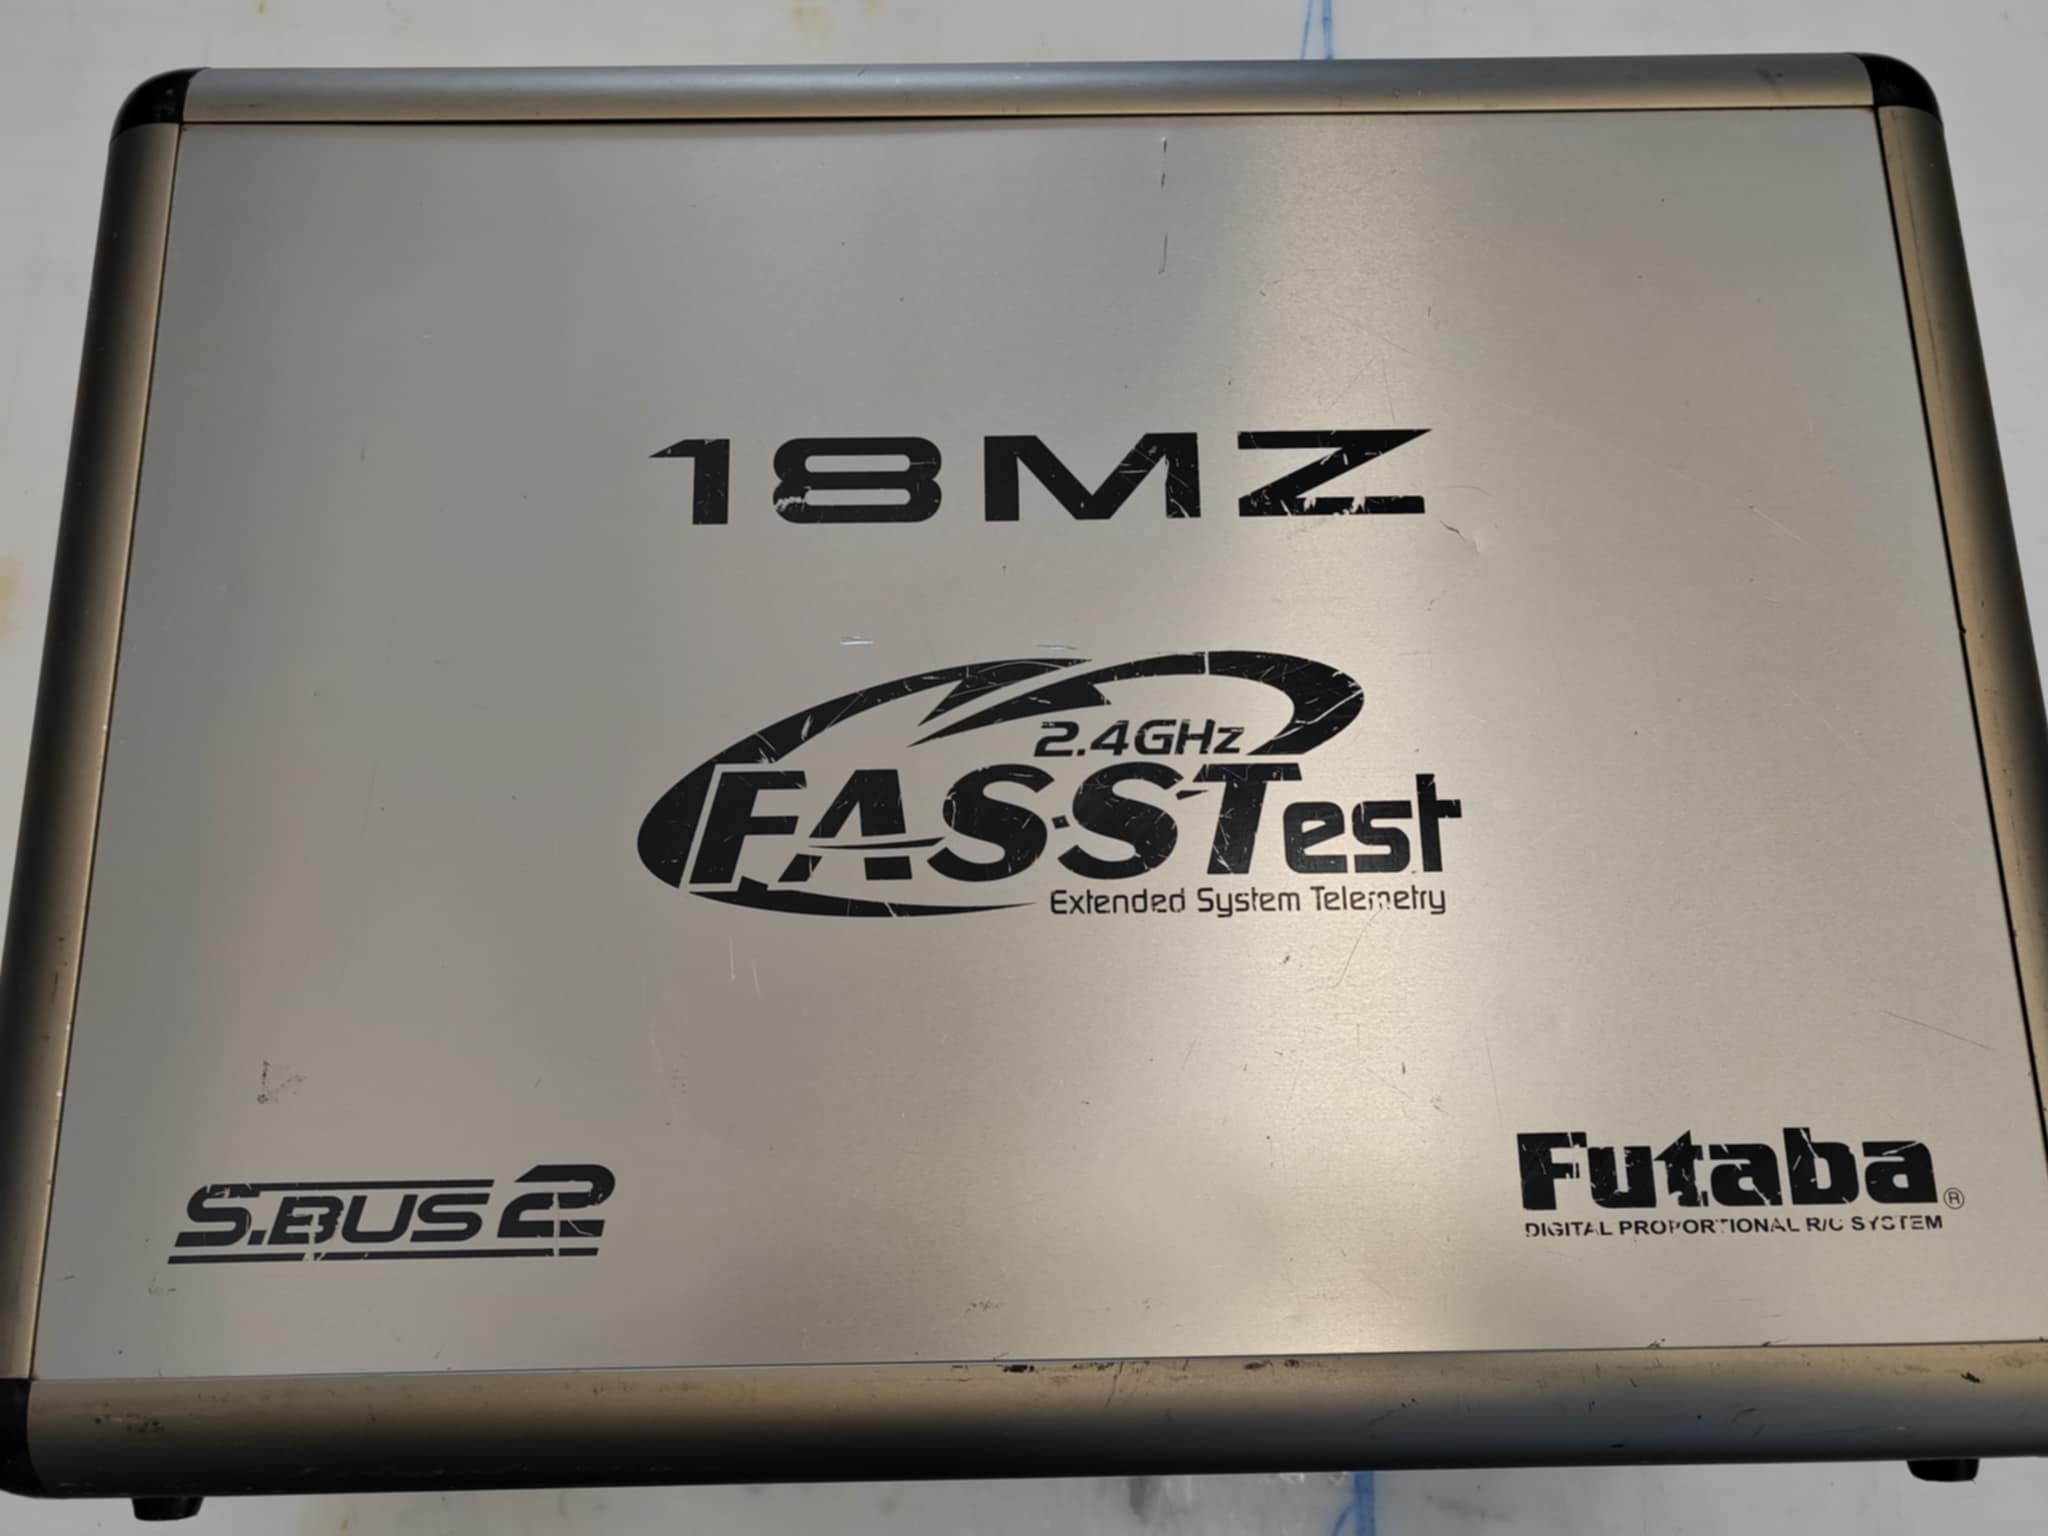 18MZ
2.4GHz
FASSTest
Extended System Telemetry
S.BUS2
Futaba®
DIGITAL PROPORTIONAL R/C SYSTEM